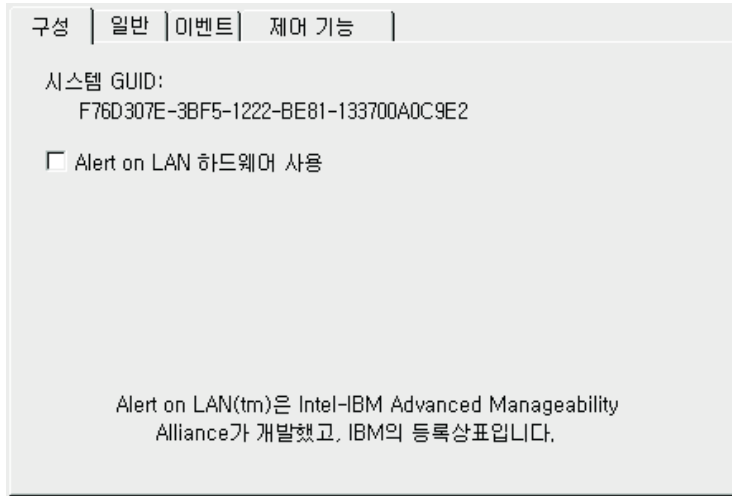 구성 일반 이벤트 제어 기능
시스템 GUID:
F76D307E-3BF5-1222-BE81-133700A0C9E2
Alert on LAN 하드웨어 사용
Alert on LAN(tm)은 Intel-IBM Advanced Manageability
Alliance가 개발했고, IBM의 등록상표입니다.